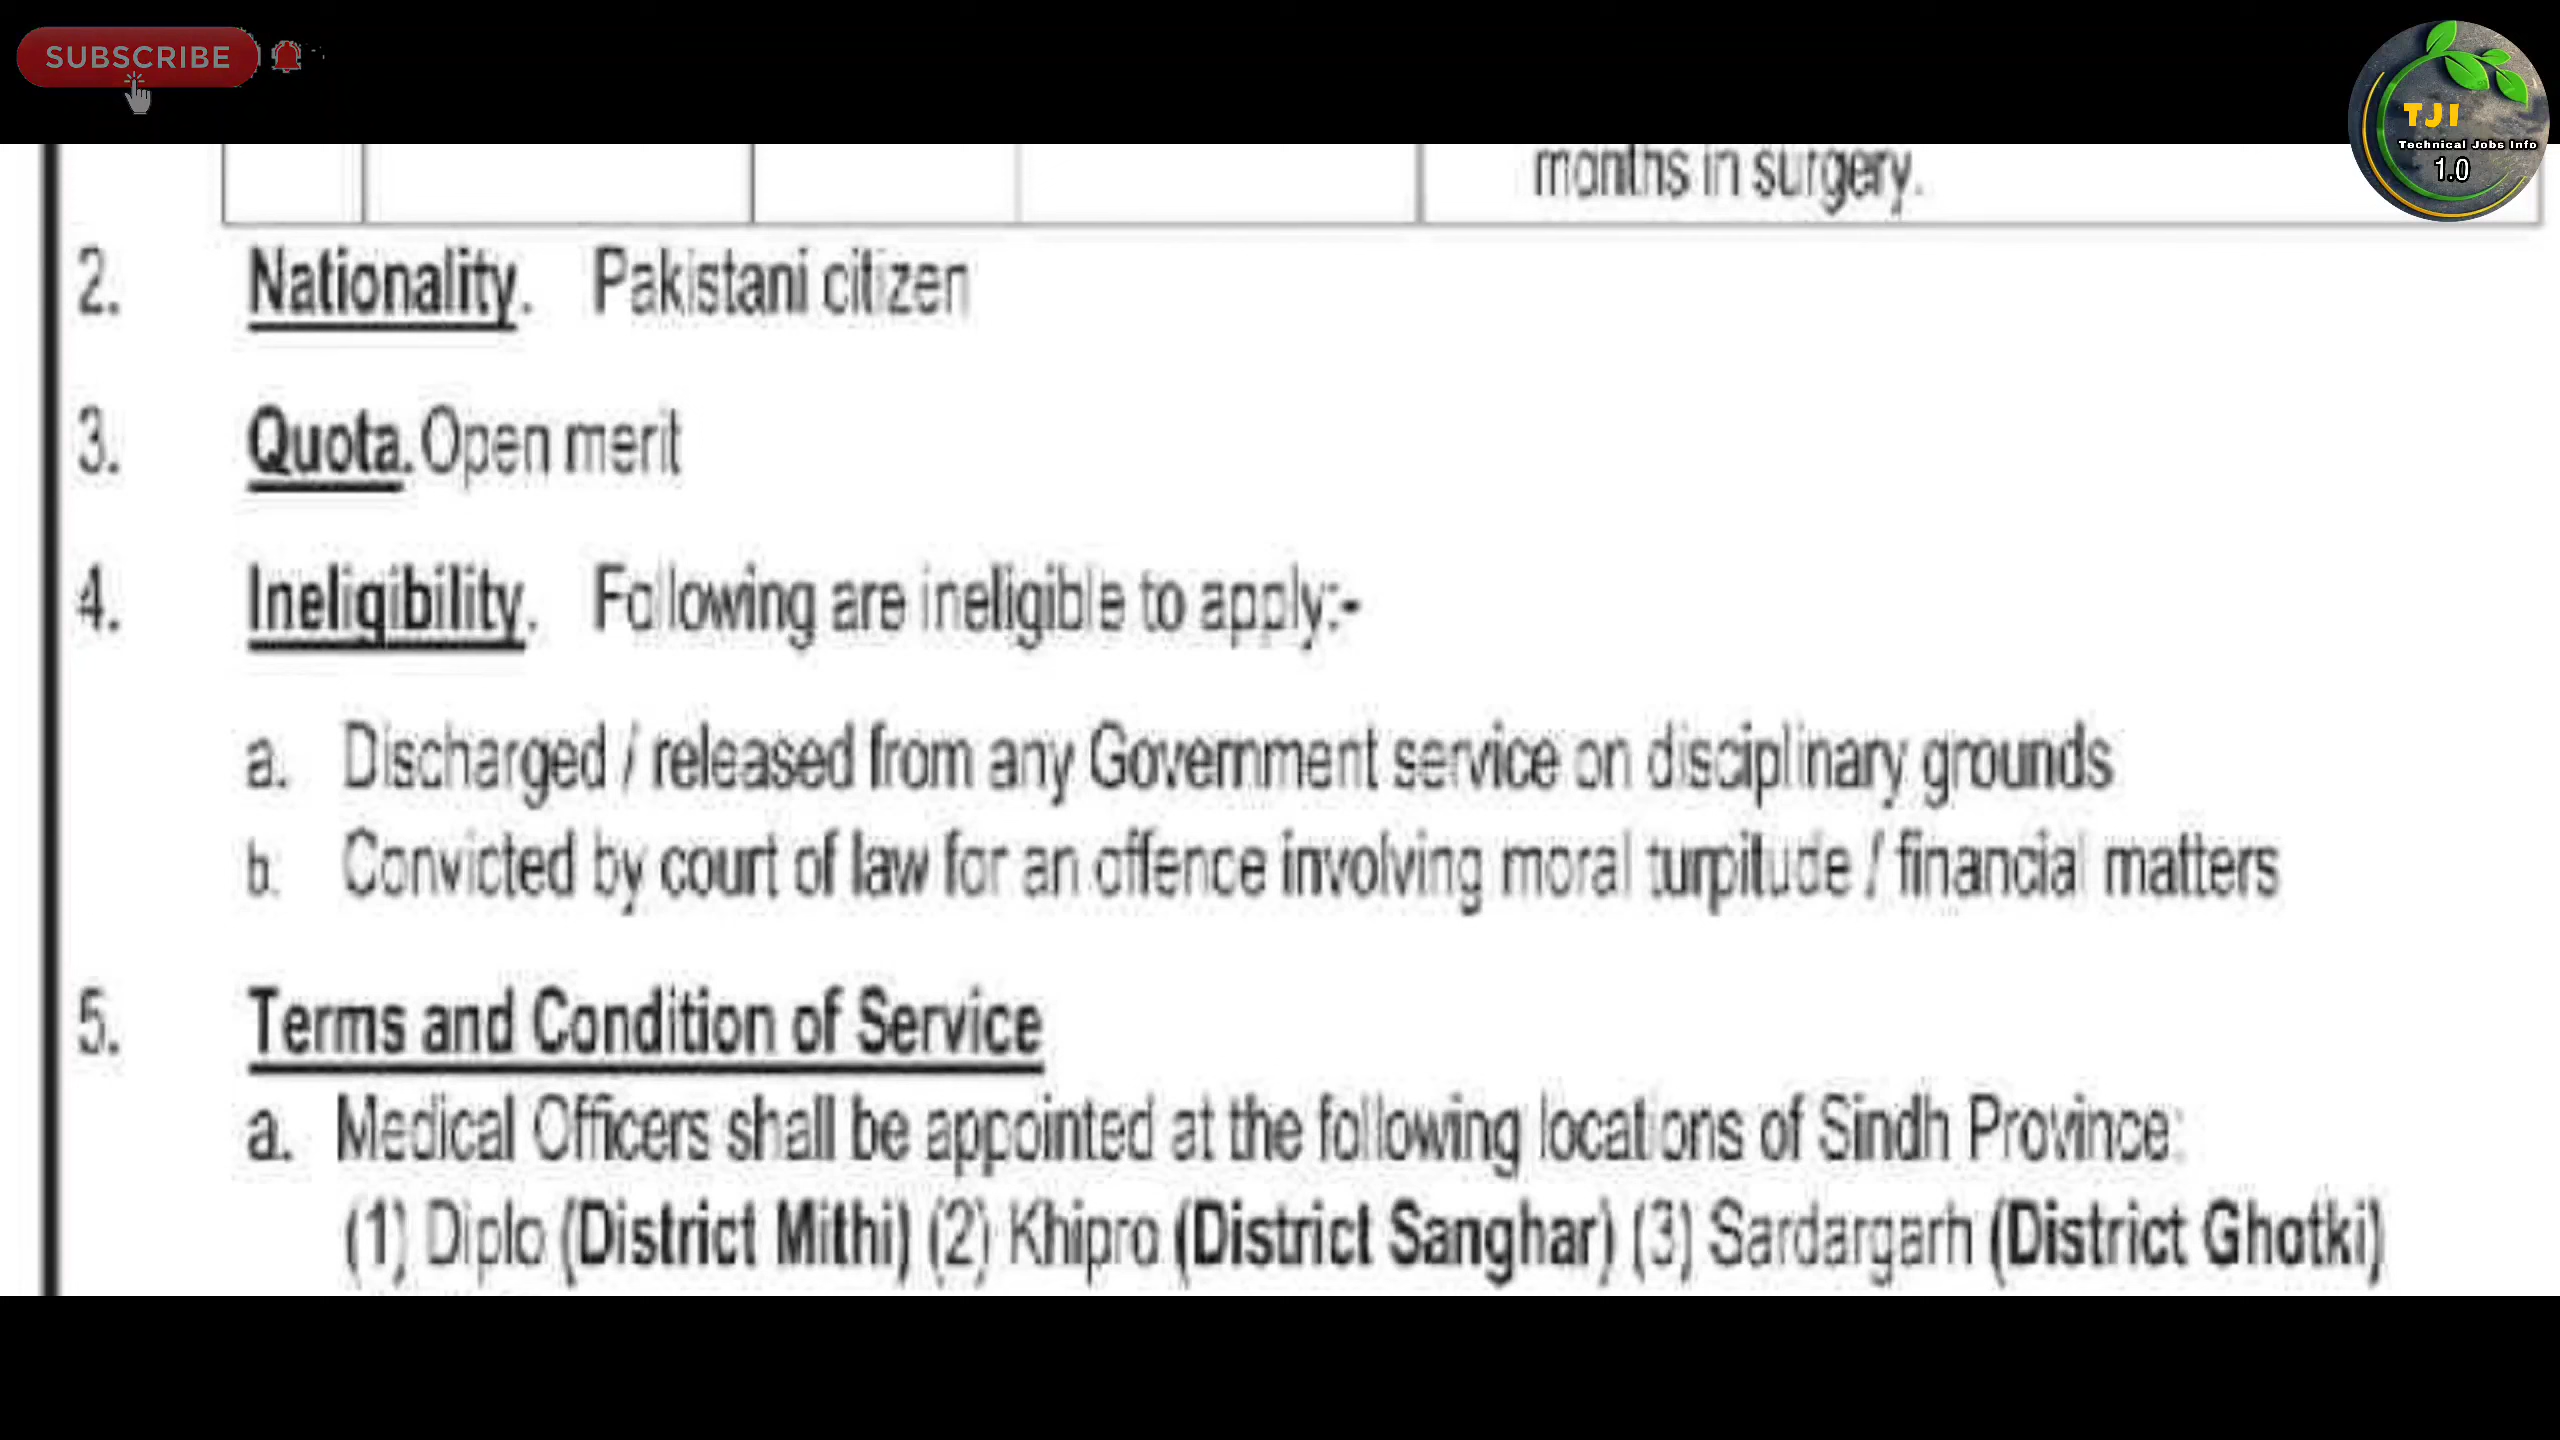 SUBSCRIBE
TJI
Technical Jobs Info
1.0
months in surgery.
2. Nationality. Pakistani citizen
3. Quota. Open merit
4. Ineligibility. Following are ineligible to apply:-
a. Discharged / released from any Government service on disciplinary grounds
b. Convicted by court of law for an offence involving moral turpitude / financial matters
5. Terms and Condition of Service
a. Medical Officers shall be appointed at the following locations of Sindh Province:
(1) Diplo (District Mithi) (2) Khipro (District Sanghar) (3) Sardargarh (District Ghotki)